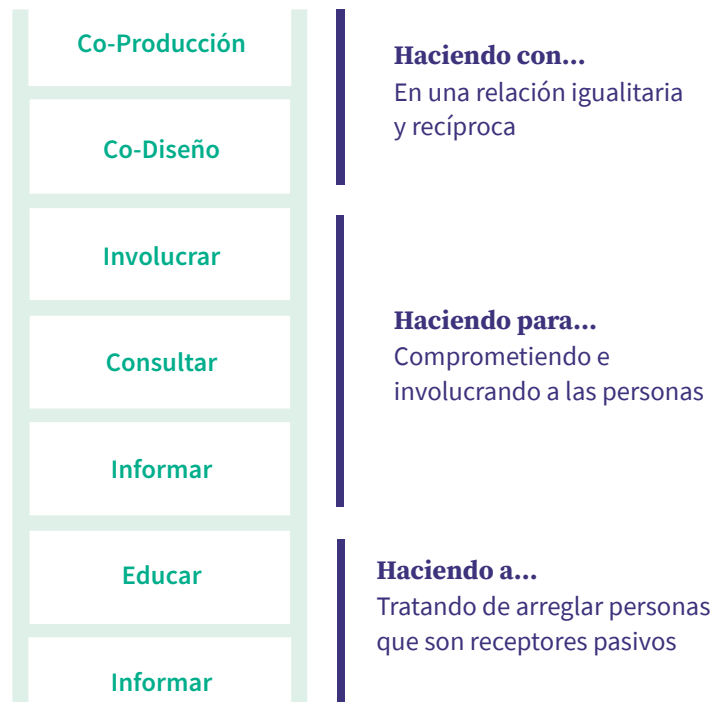 Co-Producción
Haciendo con...
En una relación igualitaria
y recíproca
Co-Diseño
Involucrar
Consultar
Informar
Haciendo para...
Comprometiendo e
involucrando a las personas
Educar
Informar
Haciendo a...
Tratando de arreglar personas
que son receptores pasivos